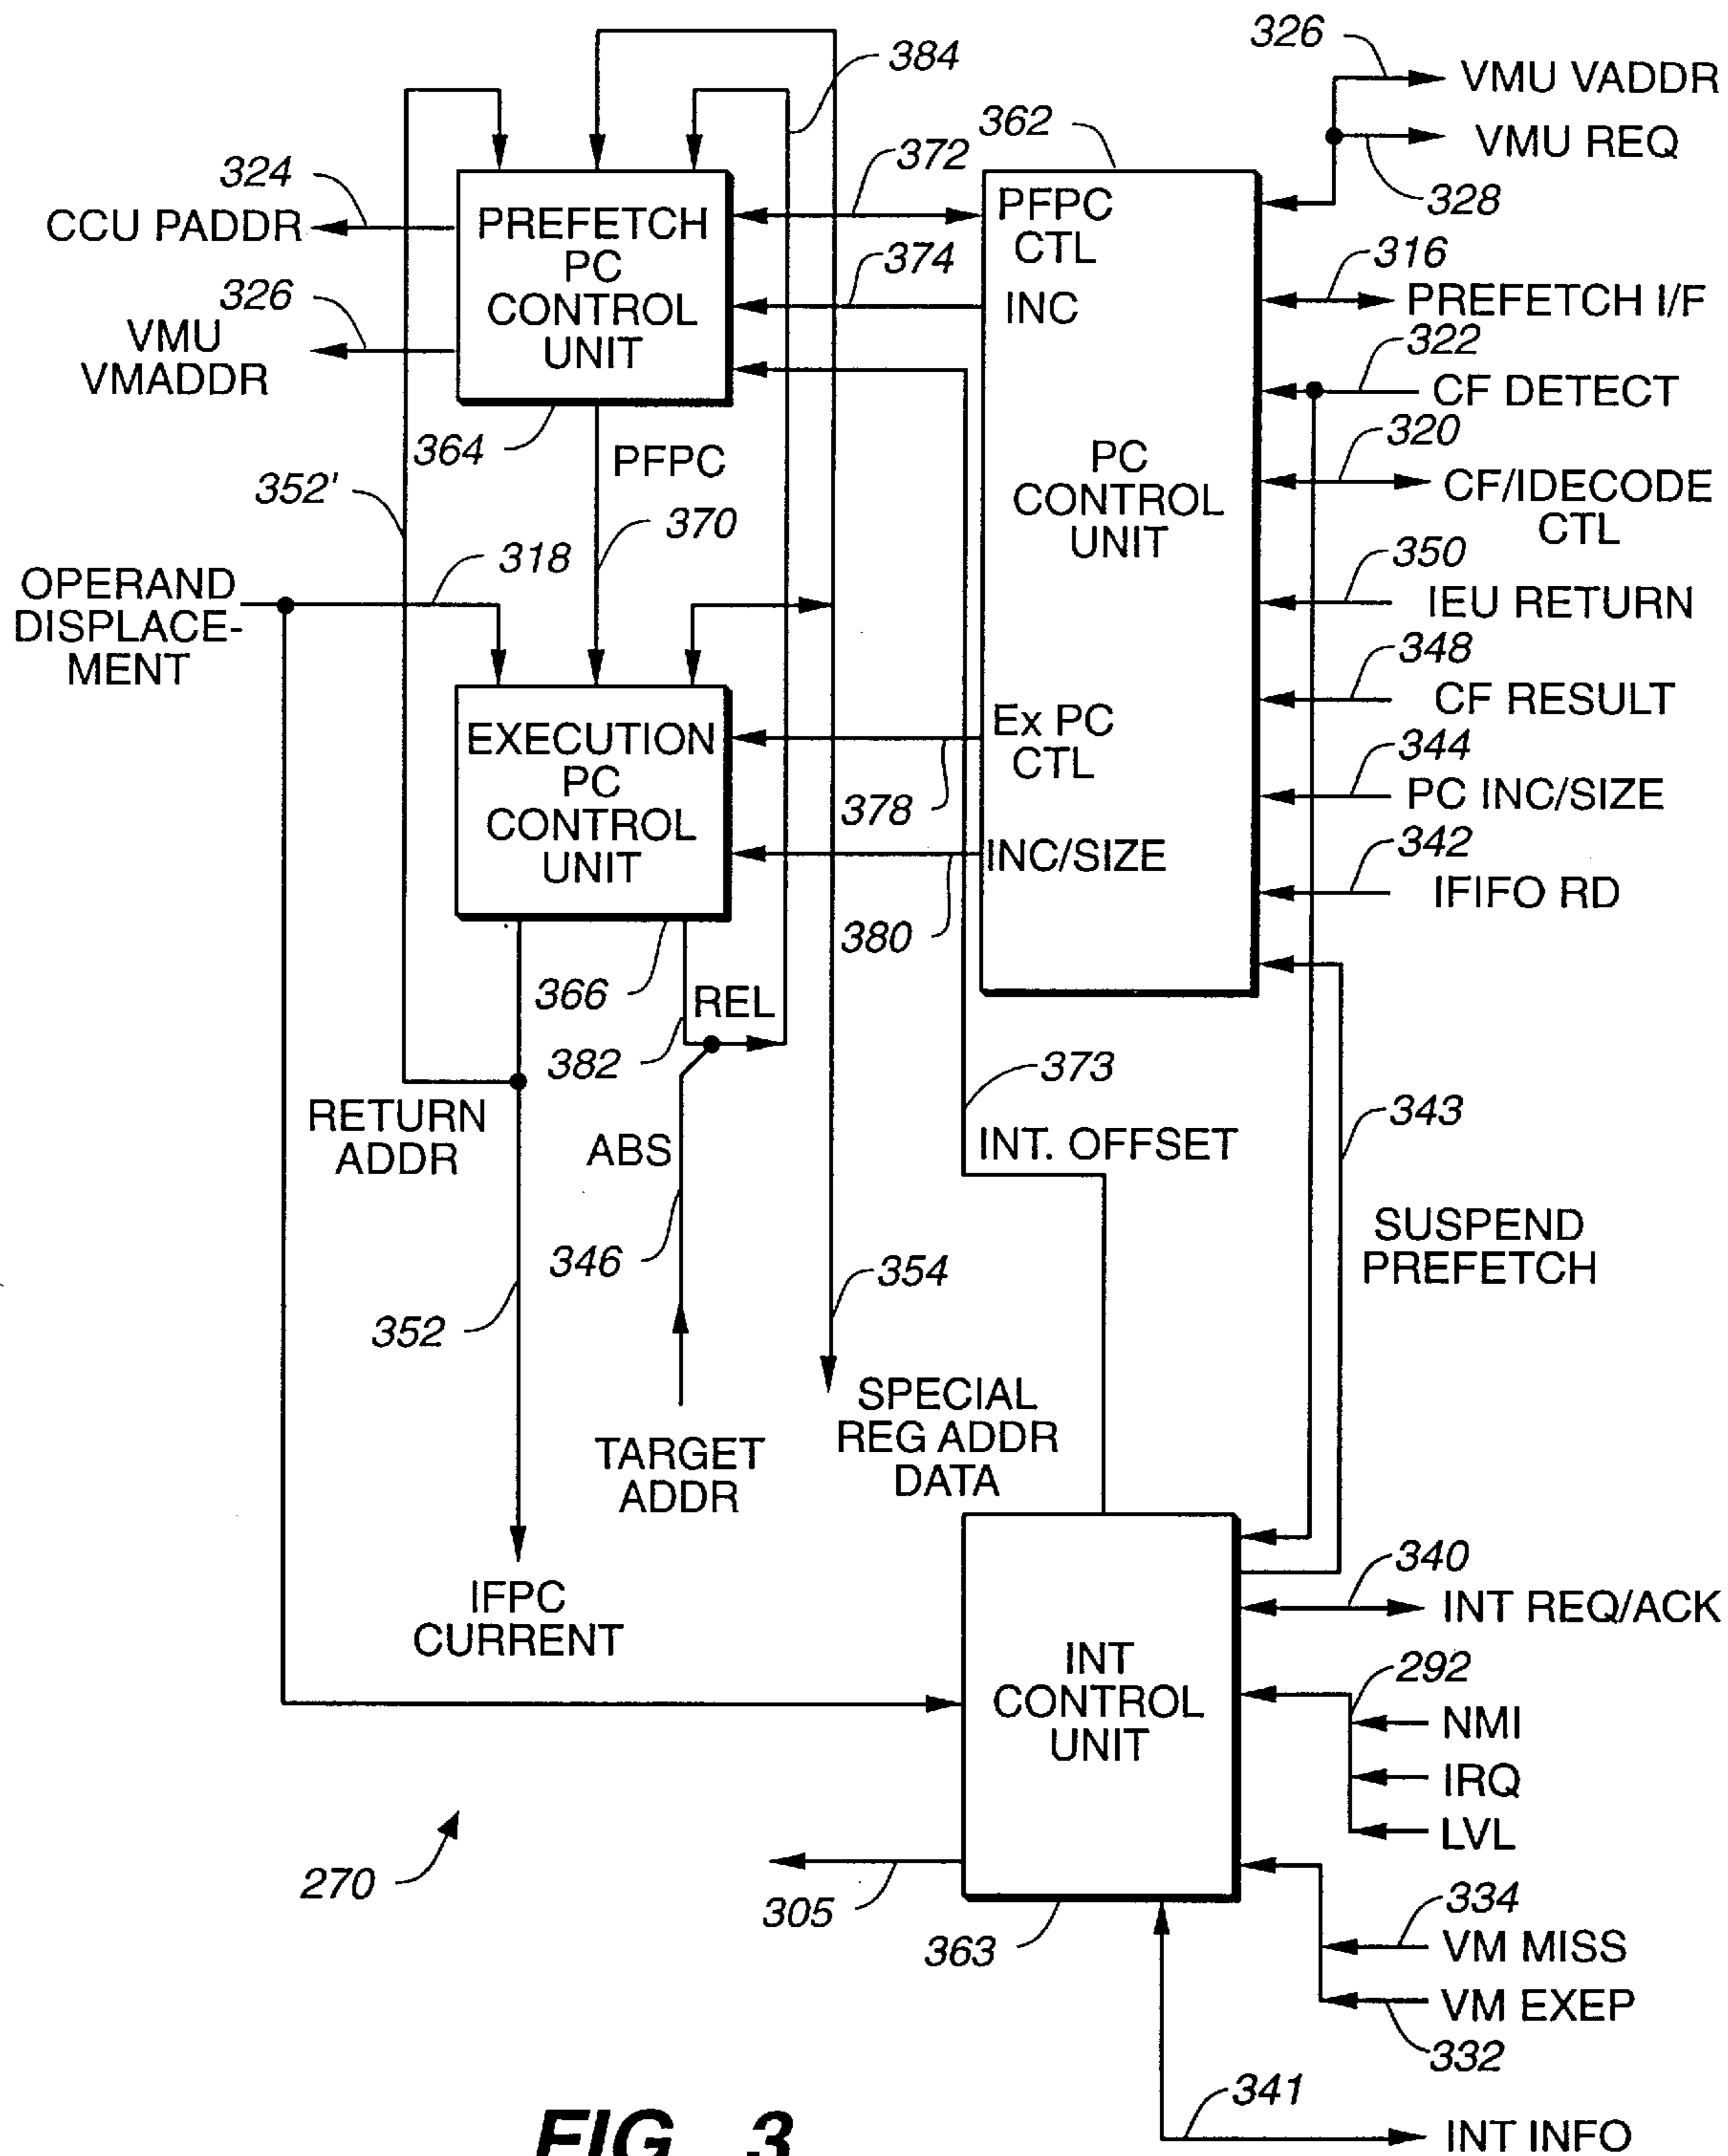 326
VMU VADDR
384
362
372
VMU REQ
324
328
CCU PADDR
PREFETCH
PC
CONTROL
UNIT
PFPC
CTL
374
316
326
INC
PREFETCH I/F
VMU
VMADDR
322
CF DETECT
364
PFPC
320
PC
CONTROL
UNIT
352'
CF/IDECODE
CTL
370
318
350
OPERAND
DISPLACE-
MENT
IEU RETURN
348
CF RESULT
EXECUTION
PC
CONTROL
UNIT
Ex PC
CTL
344
378
PC INC/SIZE
342
INC/SIZE
IFIFO RD
380
366
REL
382
373
343
RETURN
ADDR
ABS
INT. OFFSET
SUSPEND
PREFETCH
346
354
352
SPECIAL
REG ADDR
DATA
TARGET
ADDR
340
IFPC
CURRENT
INT REQ/ACK
INT
CONTROL
UNIT
292
NMI
IRQ
LVL
270
305
334
363
VM MISS
VM EXEP
332
341
FIG. 3
INT INFO